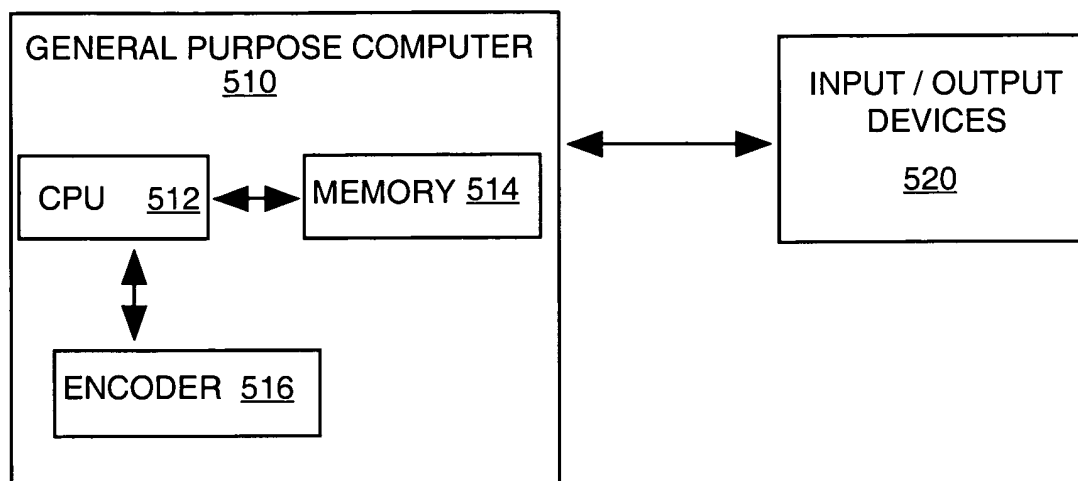 GENERAL PURPOSE COMPUTER
510
INPUT / OUTPUT
DEVICES
520
CPU 512
MEMORY 514
ENCODER 516